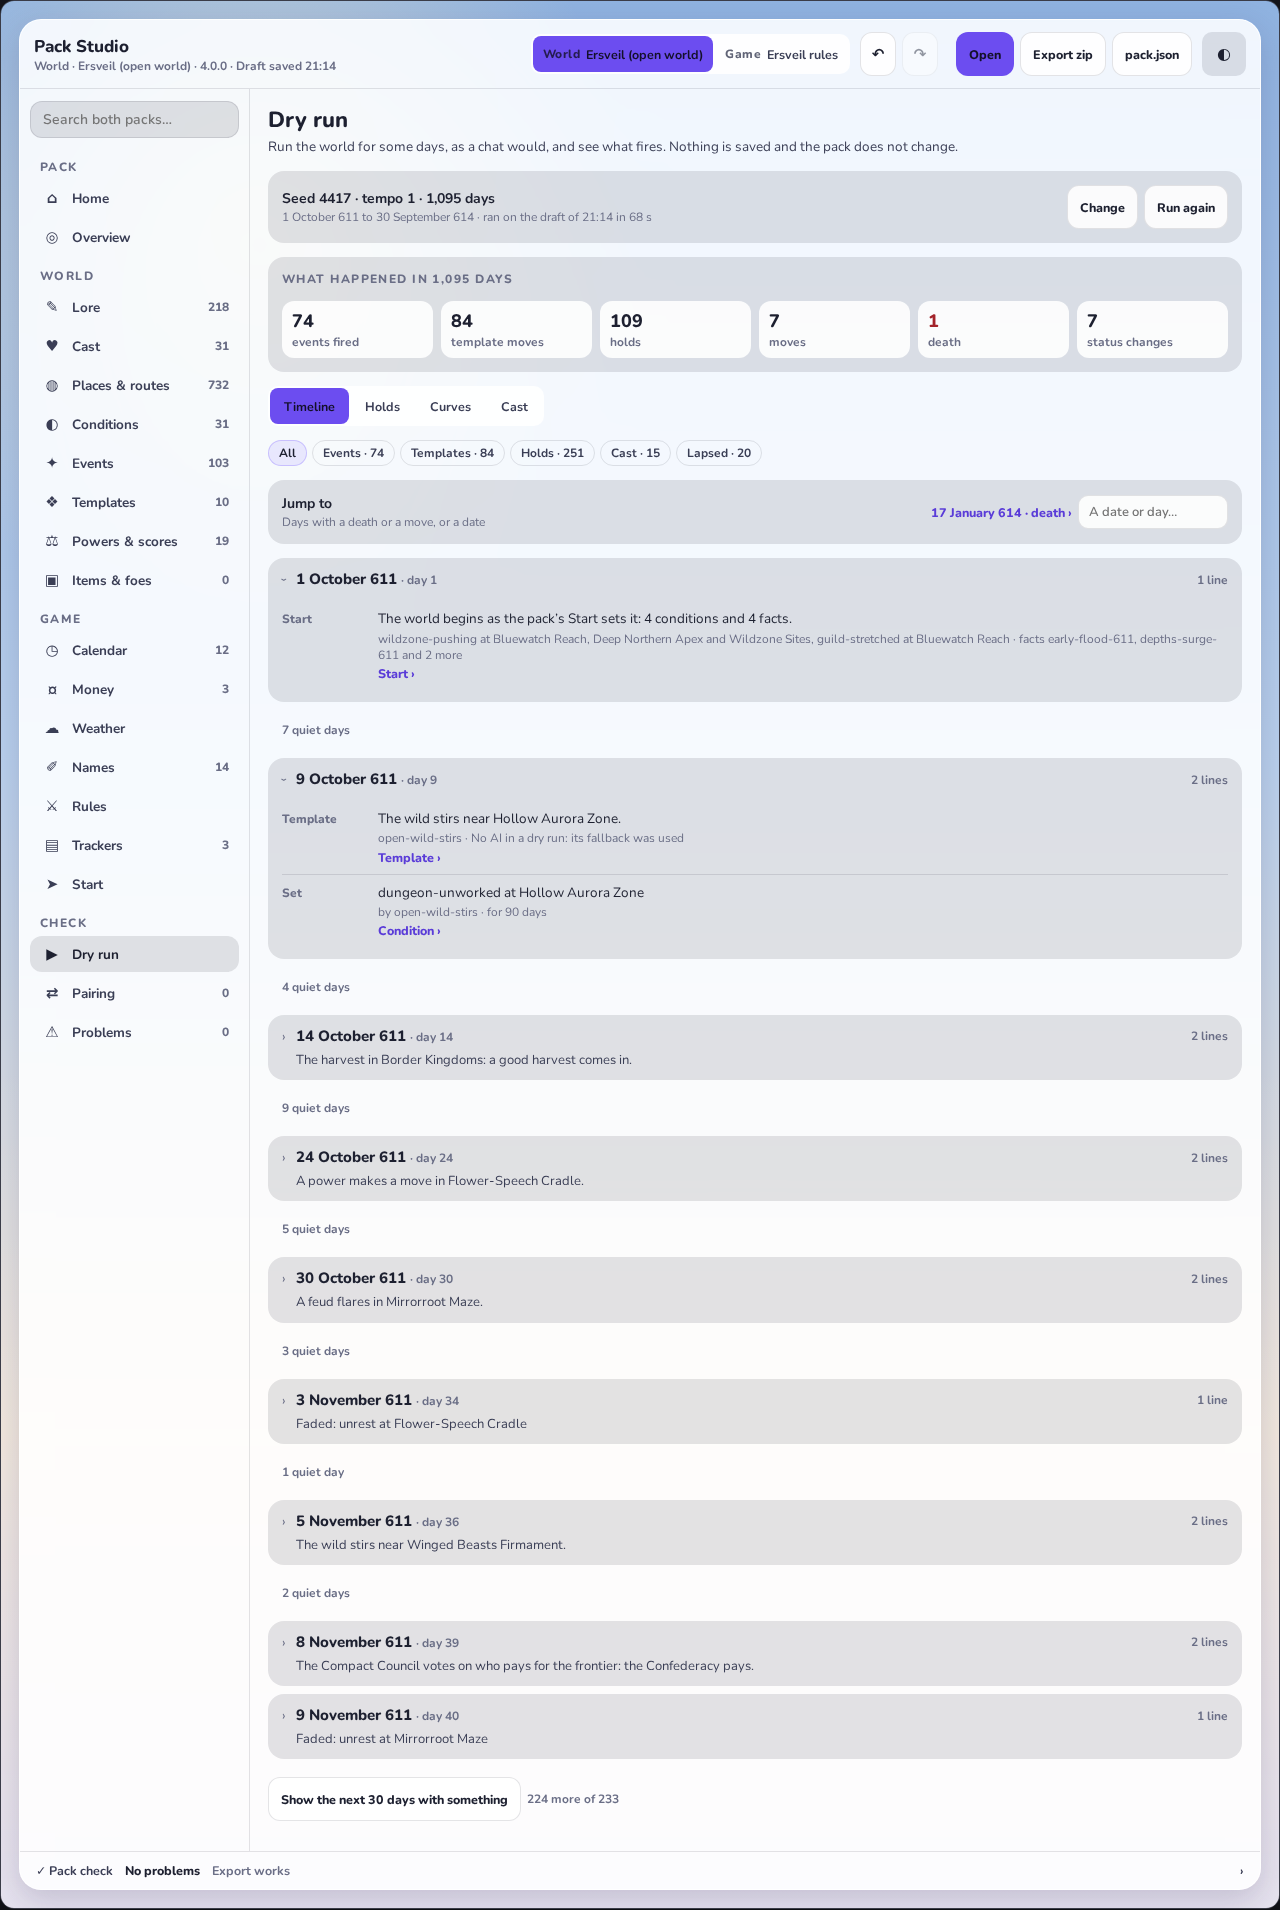 Pack Studio
World · Ersveil (open world) · 4.0.0 · Draft saved 21:14
World Ersveil (open world)
Game Ersveil rules
↶
↷
Open
Export zip
pack.json
◐
Search both packs...
PACK
⌂ Home
◎ Overview
WORLD
✎ Lore 218
♥ Cast 31
◍ Places & routes 732
◐ Conditions 31
✦ Events 103
❖ Templates 10
⚖ Powers & scores 19
▣ Items & foes 0
GAME
◷ Calendar 12
¤ Money 3
☁ Weather
✐ Names 14
⚔ Rules
▤ Trackers 3
➤ Start
CHECK
▶ Dry run
⇄ Pairing 0
⚠ Problems 0
Dry run
Run the world for some days, as a chat would, and see what fires. Nothing is saved and the pack does not change.
Seed 4417 · tempo 1 · 1,095 days
1 October 611 to 30 September 614 · ran on the draft of 21:14 in 68 s
Change
Run again
WHAT HAPPENED IN 1,095 DAYS
74
events fired
84
template moves
109
holds
7
moves
1
death
7
status changes
Timeline
Holds
Curves
Cast
All
Events · 74
Templates · 84
Holds · 251
Cast · 15
Lapsed · 20
Jump to
Days with a death or a move, or a date
17 January 614 · death ›
A date or day...
1 October 611 · day 1
1 line
Start
The world begins as the pack's Start sets it: 4 conditions and 4 facts.
wildzone-pushing at Bluewatch Reach, Deep Northern Apex and Wildzone Sites, guild-stretched at Bluewatch Reach · facts early-flood-611, depths-surge-
611 and 2 more
Start ›
7 quiet days
9 October 611 · day 9
2 lines
Template
The wild stirs near Hollow Aurora Zone.
open-wild-stirs · No AI in a dry run: its fallback was used
Template ›
Set
dungeon-unworked at Hollow Aurora Zone
by open-wild-stirs · for 90 days
Condition ›
4 quiet days
› 14 October 611 · day 14
2 lines
The harvest in Border Kingdoms: a good harvest comes in.
9 quiet days
› 24 October 611 · day 24
2 lines
A power makes a move in Flower-Speech Cradle.
5 quiet days
› 30 October 611 · day 30
2 lines
A feud flares in Mirrorroot Maze.
3 quiet days
› 3 November 611 · day 34
1 line
Faded: unrest at Flower-Speech Cradle
1 quiet day
› 5 November 611 · day 36
2 lines
The wild stirs near Winged Beasts Firmament.
2 quiet days
› 8 November 611 · day 39
2 lines
The Compact Council votes on who pays for the frontier: the Confederacy pays.
› 9 November 611 · day 40
1 line
Faded: unrest at Mirrorroot Maze
Show the next 30 days with something
224 more of 233
✓ Pack check No problems Export works
›